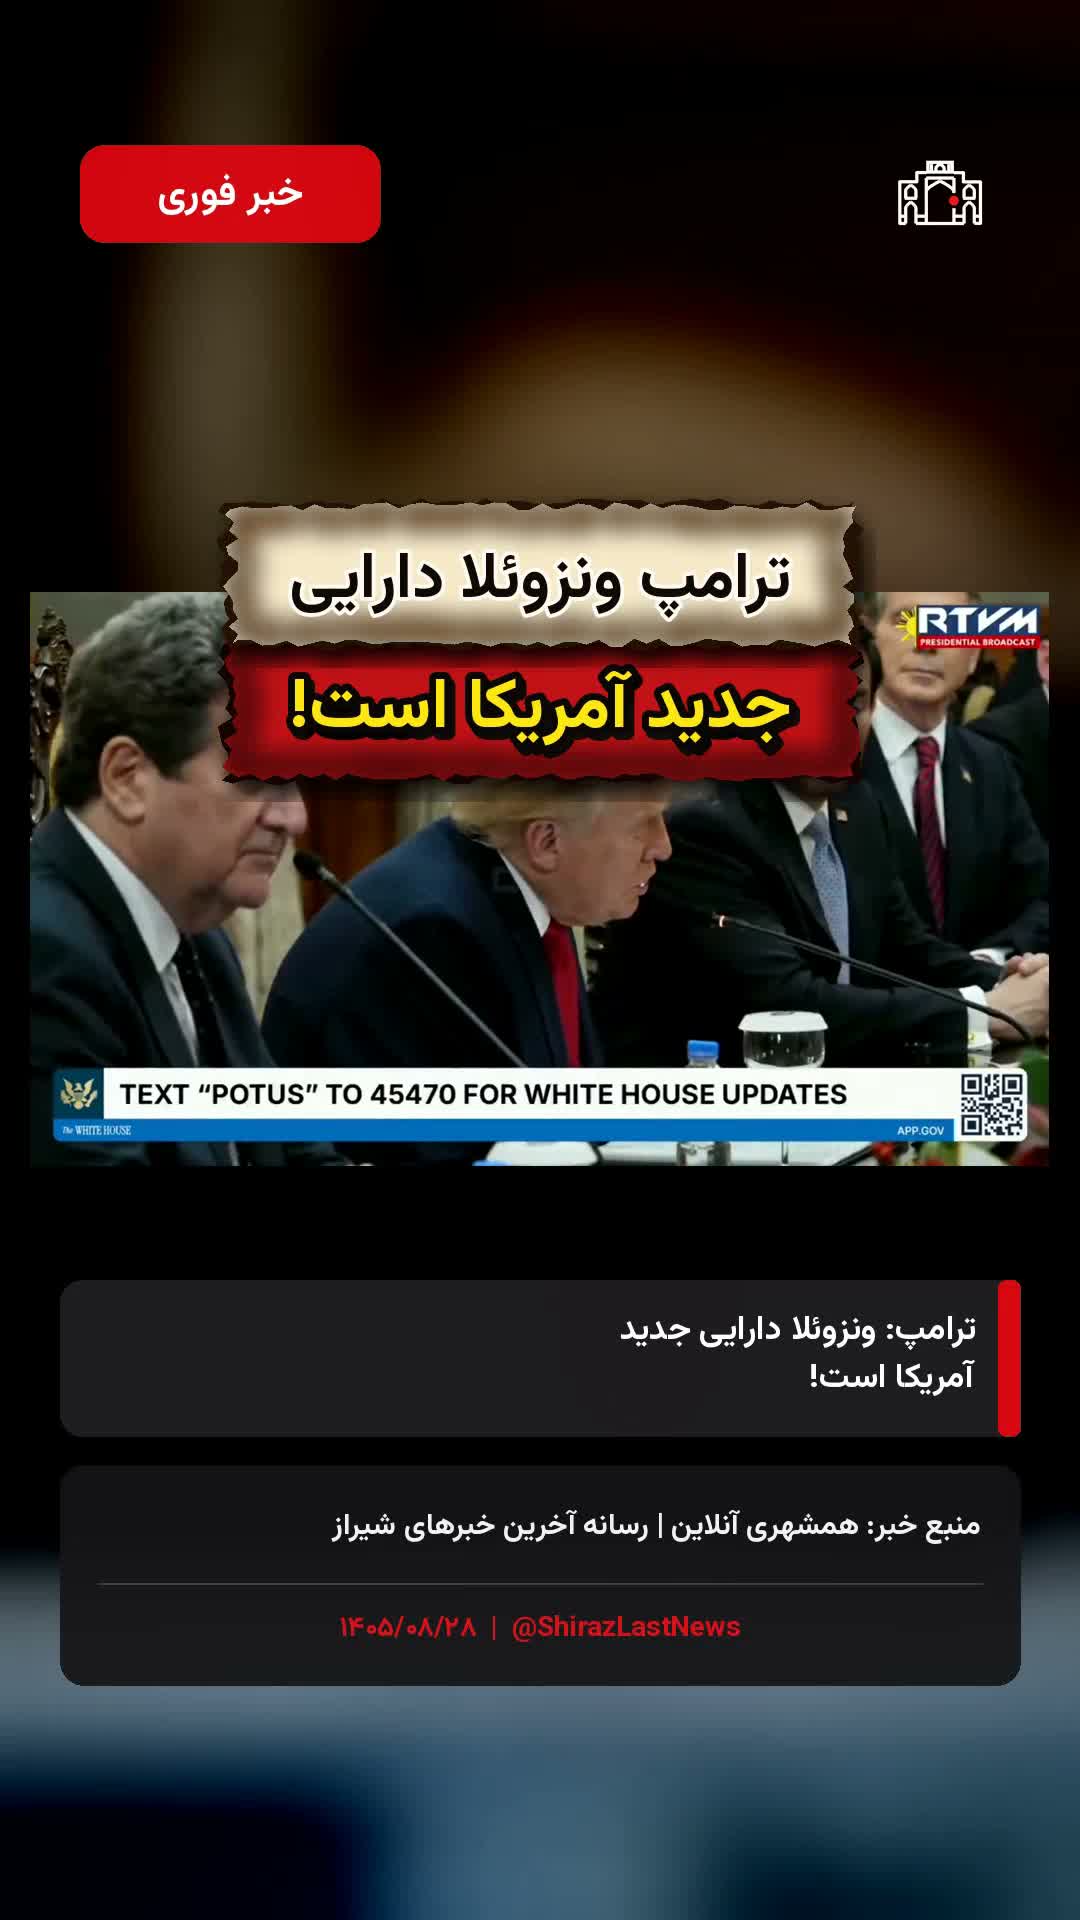 خبر فوری
ترامپ ونزوئلا دارایی
جدید آمریکا است!
RTVM
PRESIDENTIAL BROADCAST
TEXT “POTUS” TO 45470 FOR WHITE HOUSE UPDATES
The WHITE HOUSE
APP.GOV
ترامپ: ونزوئلا دارایی جدید
آمریکا است!
منبع خبر: همشهری آنلاین | رسانه آخرین خبرهای شیراز
۱۴۰۵/۰۸/۲۸ | @ShirazLastNews